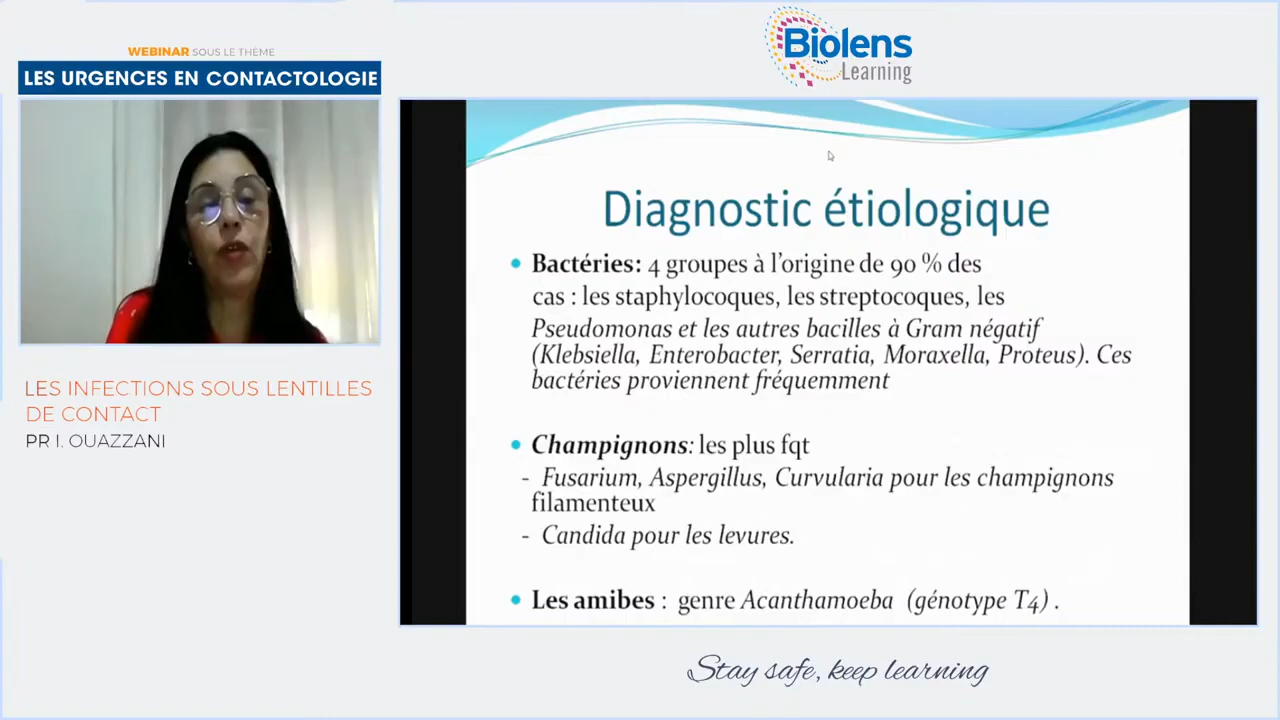 WEBINAR SOUS LE THÈME
LES URGENCES EN CONTACTOLOGIE
Biolens
Learning
LES INFECTIONS SOUS LENTILLES
DE CONTACT
PR I. OUAZZANI
Diagnostic étiologique
• Bactéries: 4 groupes à l'origine de 90 % des
cas : les staphylocoques, les streptocoques, les
Pseudomonas et les autres bacilles à Gram négatif
(Klebsiella, Enterobacter, Serratia, Moraxella, Proteus). Ces
bactéries proviennent fréquemment
• Champignons: les plus fqt
- Fusarium, Aspergillus, Curvularia pour les champignons
filamenteux
- Candida pour les levures.
• Les amibes : genre Acanthamoeba (génotype T4) .
Stay safe, keep learning